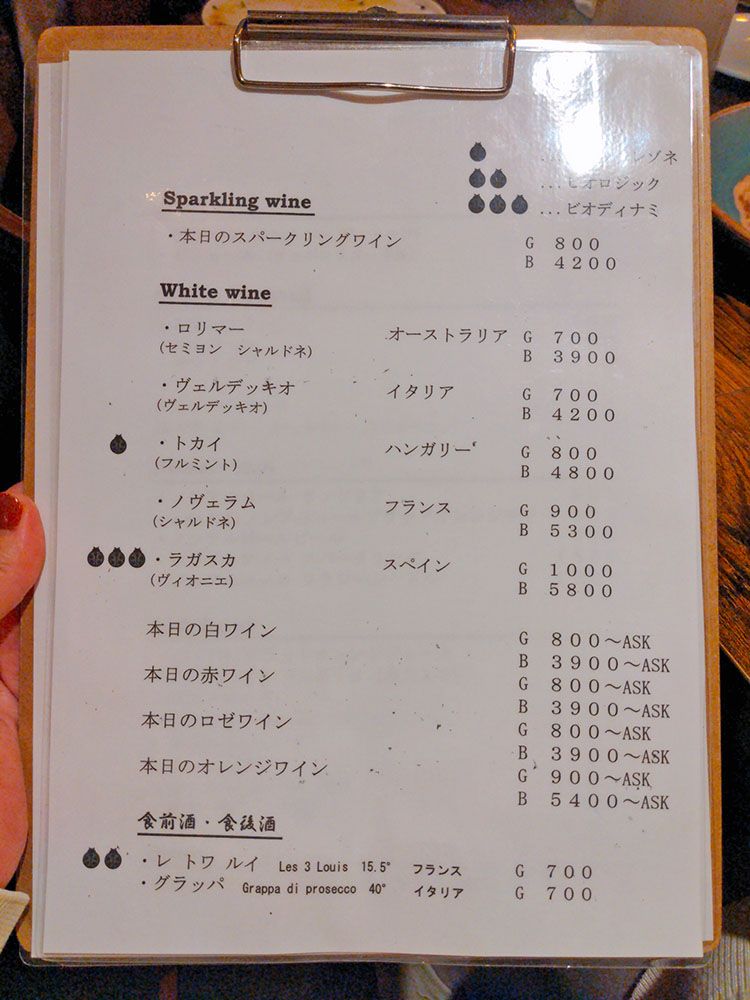 …ゾネ
…ビオロジック
…ビオディナミ
Sparkling wine
・本日のスパークリングワイン G 800
B 4200
White wine
・ロリマー オーストラリア G 700
(セミヨン シャルドネ) B 3900
・ヴェルデッキオ イタリア G 700
(ヴェルデッキオ) B 4200
・トカイ ハンガリー G 800
(フルミント) B 4800
・ノヴェラム フランス G 900
(シャルドネ) B 5300
・ラガスカ スペイン G 1000
(ヴィオニエ) B 5800
本日の白ワイン G 800～ASK
B 3900～ASK
本日の赤ワイン G 800～ASK
B 3900～ASK
本日のロゼワイン G 800～ASK
B 3900～ASK
本日のオレンジワイン G 900～ASK
B 5400～ASK
食前酒・食後酒
・レ トワ ルイ Les 3 Louis 15.5° フランス G 700
・グラッパ Grappa di prosecco 40° イタリア G 700